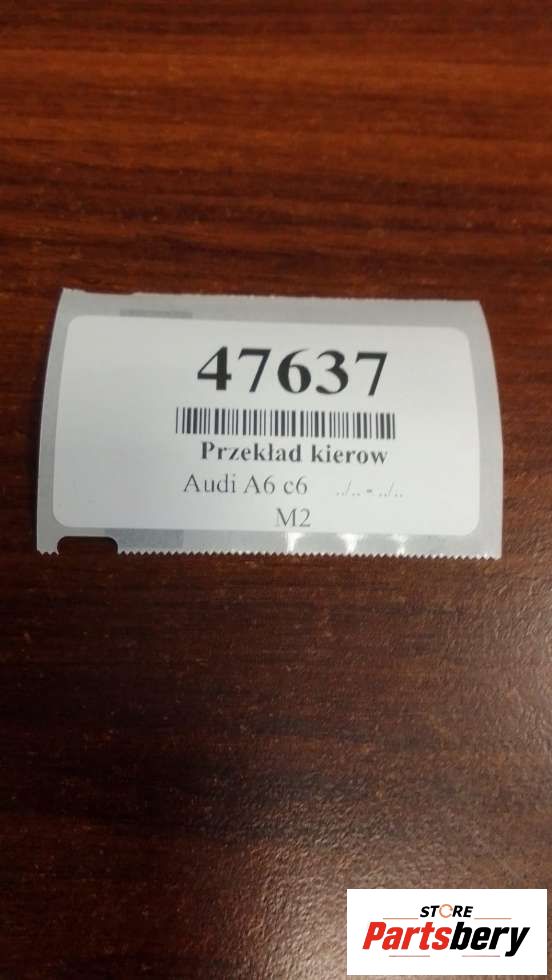 47637
Przekład kierow
Audi A6 c6 ../.. - ../..
M2
STORE
Partsbery